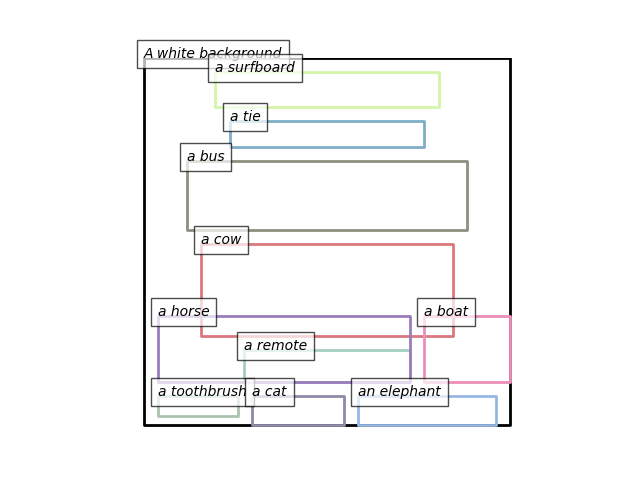 A white background
a surfboard
a tie
a bus
a cow
a horse
a boat
a remote
a toothbrush
a cat
an elephant